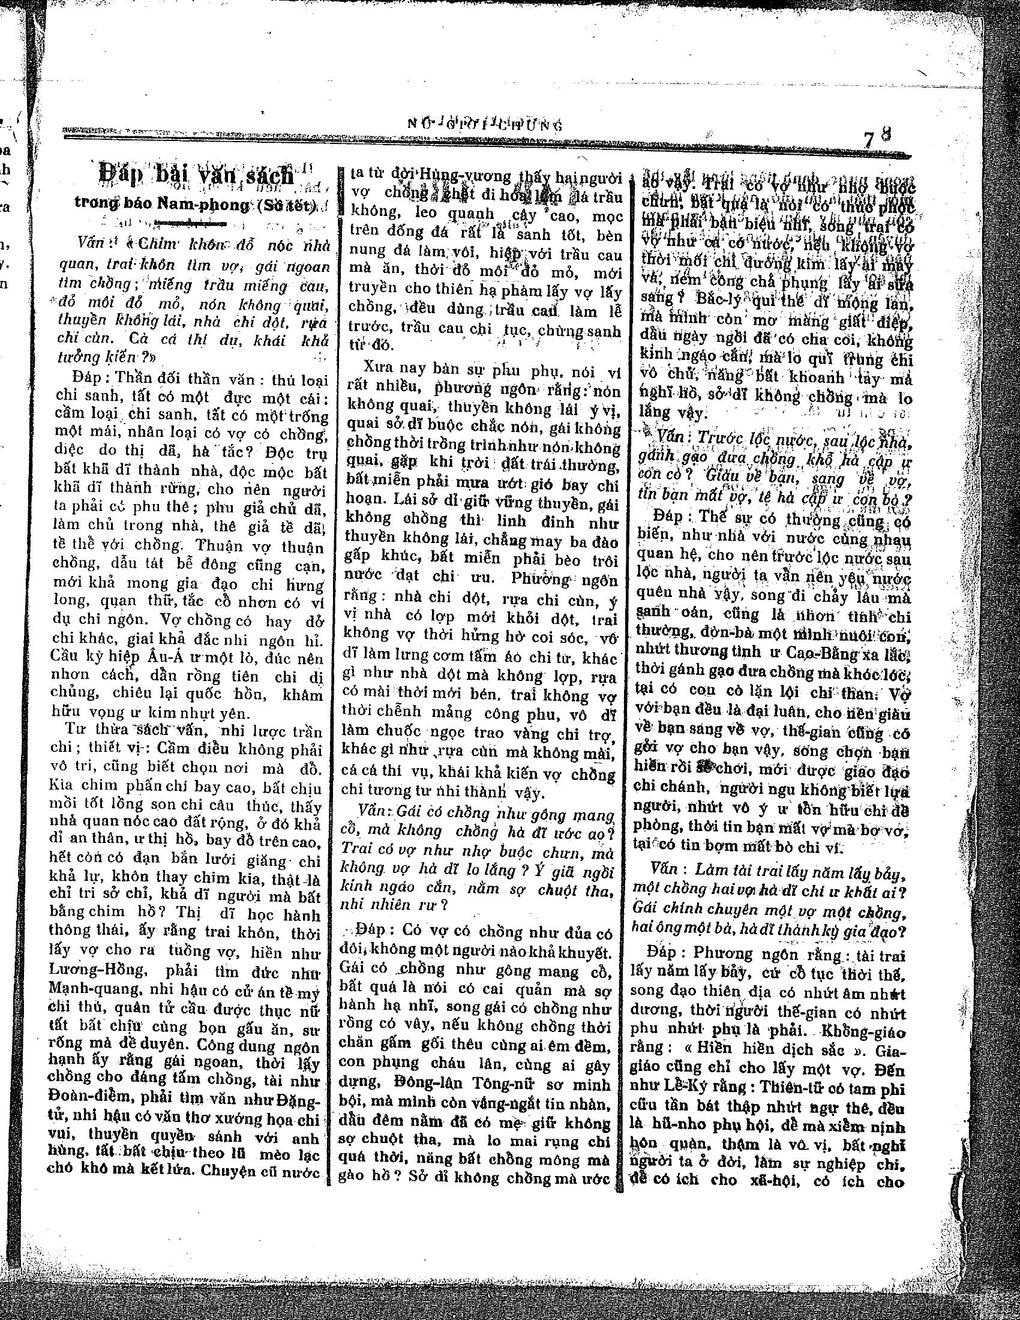 NỮ-GIỚI-CHUNG
78
Đáp bài văn sách
trong báo Nam-phong (Số tết)
Vấn : « Chim khôn đỗ nóc nhà
quan, trai khôn tìm vợ, gái ngoan
tìm chồng ; miếng trầu miếng cau,
đỏ môi đỏ mỏ, nón không quai,
thuyền không lái, nhà chi dột, rựa
chi cùn. Cả cá thí dụ, khái khả
tưởng kiến ?»
Đáp : Thần đối thần văn : thú loại
chi sanh, tất có một đực một cái :
cầm loại chi sanh, tất có một trống
một mái, nhân loại có vợ có chồng,
diệc do thị dã, hà tắc? Độc trụ
bất khã dĩ thành nhà, độc mộc bất
khã dĩ thành rừng, cho nên người
ta phải có phu thê ; phu giả chủ dã,
làm chủ trong nhà, thê giã tề dã,
tề thề với chồng. Thuận vợ thuận
chồng, dẫu tát bể đông cũng cạn,
mới khả mong gia đạo chi hưng
long, quan thữ, tắc cồ nhơn có ví
dụ chi ngôn. Vợ chồng có hay dở
chi khác, giai khả đắc nhi ngôn hỉ.
Cầu kỳ hiệp Âu-Á ư một lò, đúc nên
nhơn cách, dần rồng tiên chi dị
chủng, chiêu lại quốc hồn, khâm
hữu vọng ư kim nhựt yên.
Tư thừa sách vấn, nhi lược trần
chi ; thiết vị : Cầm điều không phải
vô tri, cũng biết chọn nơi mà đỗ.
Kia chim phấn chí bay cao, bất chịu
mồi tốt lồng son chi câu thúc, thấy
nhà quan nóc cao đất rộng, ở đó khả
dĩ an thân, ư thị hồ, bay đỗ trên cao,
hết còn có đạn bắn lưới giăng chi
khả lự, khôn thay chim kia, thật là
chỉ tri sở chỉ, khả dĩ người mà bất
bằng chim hồ? Thị dĩ học hành
thông thái, ấy rằng trai khôn, thời
lấy vợ cho ra tuồng vợ, hiền như
Lương-Hồng, phải tìm đức như
Mạnh-quang, nhi hậu có cử án tề mỵ
chi thú, quân tử cầu được thục nữ
tất bất chịu cùng bọn gấu ăn, sư
rống mà đề duyên. Công dung ngôn
hạnh ấy rằng gái ngoan, thời lấy
chồng cho đáng tấm chồng, tài như
Đoàn-điềm, phải tìm văn như Đặng-
tử, nhi hậu có văn thơ xướng họa chi
vui, thuyền quyên sánh với anh
hùng, tất bất chịu theo lũ mèo lạc
chó khô mà kết lứa. Chuyện cũ nước
ta từ đời Hùng-vương thấy hai người
vợ chồng chết đi hóa làm lá trầu
không, leo quanh cây cao, mọc
trên đống đá rất là sanh tốt, bèn
nung đá làm vôi, hiệp với trầu cau
mà ăn, thời đỏ môi đỏ mỏ, mới
truyền cho thiên hạ phàm lấy vợ lấy
chồng, đều dùng trầu cau làm lễ
trước, trầu cau chi tục, chừng sanh
từ đó.
Xưa nay bàn sự phu phụ, nói ví
rất nhiều, phương ngôn rằng : nón
không quai, thuyền không lái ý vị,
quai sở dĩ buộc chắc nón, gái không
chồng thời trồng trình như nón không
quai, gặp khi trời đất trái thường,
bất miễn phải mưa ướt gió bay chi
hoạn. Lái sở dĩ giữ vững thuyền, gái
không chồng thì linh đinh như
thuyền không lái, chẳng may ba đào
gấp khúc, bất miễn phải bèo trôi
nước dạt chi ưu. Phương ngôn
rằng : nhà chi dột, rựa chi cùn, ý
vị nhà có lợp mới khỏi dột, trai
không vợ thời hững hờ coi sóc, vô
dĩ làm lưng cơm tấm áo chi tư, khác
gì như nhà dột mà không lợp, rựa
có mài thời mới bén, trai không vợ
thời chễnh mảng công phu, vô dĩ
làm chuốc ngọc trao vàng chi trợ,
khác gì như rựa cùn mà không mài,
cá cá thí vụ, khái khả kiến vợ chồng
chi tương tư nhi thành vậy.
Vấn : Gái có chồng như gông mang
cỗ, mà không chồng hà dĩ ước ao?
Trai có vợ như nhợ buộc chưn, mà
không vợ hà dĩ lo lắng ? Ý giã ngồi
kinh ngáo cắn, nằm sợ chuột tha,
nhi nhiên rư ?
Đáp : Có vợ có chồng như đủa có
đôi, không một người nào khả khuyết.
Gái có chồng như gông mang cỗ,
bất quá là nói có cai quản mà sợ
hành hạ nhĩ, song gái có chồng như
rồng có vây, nếu không chồng thời
chăn gấm gối thêu cùng ai êm đềm,
con phụng cháu lân, cùng ai gây
dựng, Đông-lân Tông-nữ sơ minh
bội, mà mình còn vắng-ngắt tin nhàn,
dầu đêm nằm đã có mẹ giữ không
sợ chuột tha, mà lo mai rụng chi
quá thời, năng bất chồng mông mà
gào hồ ? Sở dĩ không chồng mà ước
ao vậy. Trai có vợ như nhợ buộc
chưn, bất quá là nói có thúc phọc
mà phải bận bịu nhĩ, song trai có
vợ như cá có nước, nếu không vợ
thời mối chỉ đường kim lấy ai may
vá, nem công chả phụng lấy ai sửa
sang ? Bắc-lý qui thê dĩ mộng lan,
mà mình còn mơ màng giất điệp,
dầu ngày ngồi đã có cha coi, không
kinh ngáo cắn, mà lo quĩ trung chi
vô chủ, năng bất khoanh tay mà
nghĩ hồ, sở dĩ không chồng mà lo
lắng vậy.
Vấn : Trước lộc nước, sau lộc nhà,
gánh gạo đưa chồng, khổ hà cập ư
con cò ? Giầu về bạn, sang về vợ,
tin bạn mất vợ, tệ hà cập ư con bò ?
Đáp : Thế sự có thường cũng có
biến, như nhà với nước cùng nhau
quan hệ, cho nên trước lộc nước sau
lộc nhà, người ta vẫn nên yêu nước
quên nhà vậy, song đi chảy lâu mà
sanh oán, cũng là nhơn tình chi
thường, đờn-bà một mình nuôi con,
nhứt thương tình ư Cao-Bằng xa lắc,
thời gánh gạo đưa chồng mà khóc lóc,
tại có con cò lặn lội chi than. Vợ
với bạn đều là đại luân, cho nên giàu
về bạn sang về vợ, thế-gian cũng có
gởi vợ cho bạn vậy, song chọn bạn
hiền rồi sẽ chơi, mới được giao đạo
chi chánh, người ngu không biết lựa
người, nhứt vô ý ư tồn hữu chi đề
phòng, thời tin bạn mất vợ mà bơ vơ,
tại có tin bợm mất bò chi ví.
Vấn : Làm tài trai lấy năm lấy bảy,
một chồng hai vợ hà dĩ chi ư khất ai ?
Gái chính chuyên một vợ một chồng,
hai ông một bà, hà dĩ thành kỳ gia đạo?
Đáp : Phương ngôn rằng : tài trai
lấy năm lấy bảy, cứ cồ tục thời thế,
song đạo thiên địa có nhứt âm nhứt
dương, thời người thế-gian có nhứt
phu nhứt phụ là phải. Khồng-giáo
rằng : « Hiền hiền dịch sắc ». Gia-
giáo cũng chỉ cho lấy một vợ. Đến
như Lễ-Ký rằng : Thiên-tử có tam phi
cữu tần bát thập nhứt ngự thê, đều
là hũ-nho phụ hội, đề mà xiểm nịnh
hôn quân, thậm là vô vị, bất nghĩ
người ta ở đời, làm sự nghiệp chi,
đề có ích cho xã-hội, có ích cho